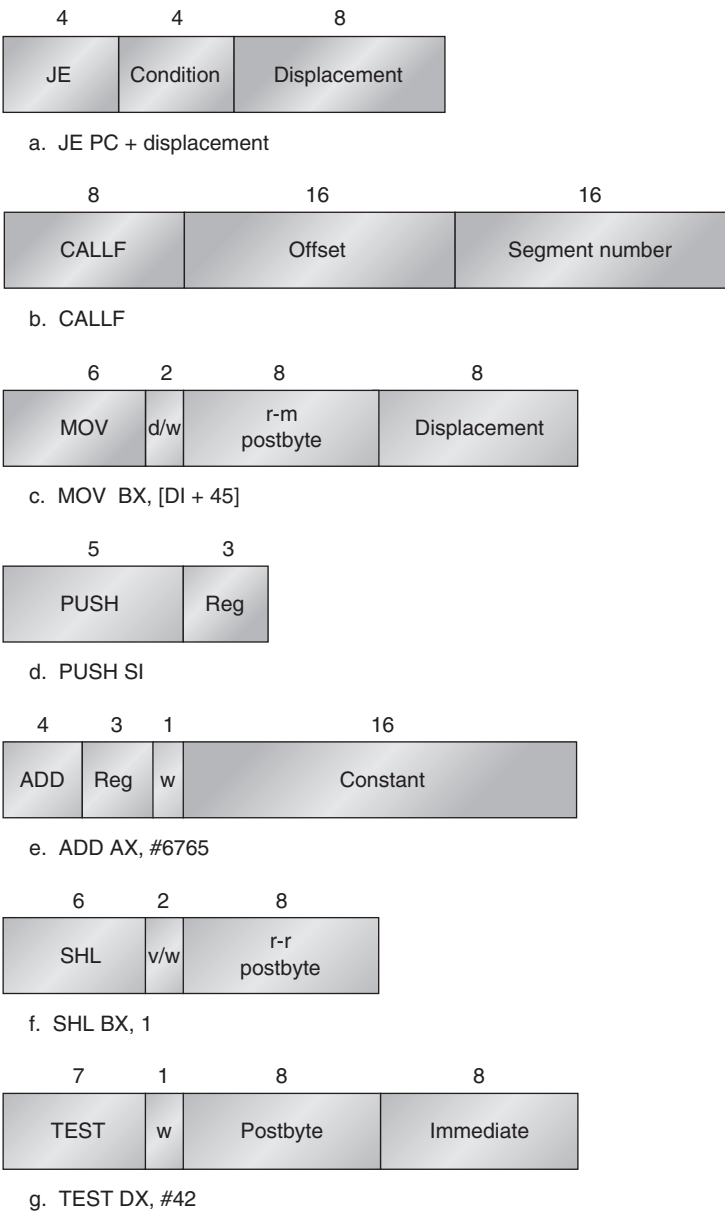 4 4 8
JE Condition Displacement
a. JE PC + displacement
8 16 16
CALLF Offset Segment number
b. CALLF
6 2 8 8
MOV d/w r-m postbyte Displacement
c. MOV BX, [DI + 45]
5 3
PUSH Reg
d. PUSH SI
4 3 1 16
ADD Reg w Constant
e. ADD AX, #6765
6 2 8
SHL v/w r-r postbyte
f. SHL BX, 1
7 1 8 8
TEST w Postbyte Immediate
g. TEST DX, #42